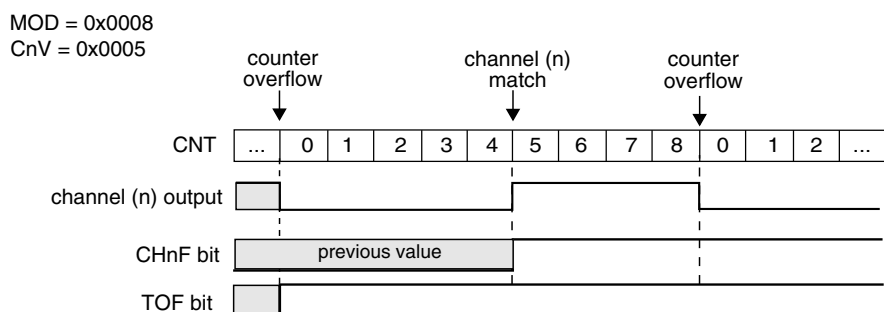 MOD = 0x0008
CnV = 0x0005
counter overflow
channel (n) match
counter overflow
CNT ... 0 1 2 3 4 5 6 7 8 0 1 2 ...
channel (n) output
CHnF bit previous value
TOF bit